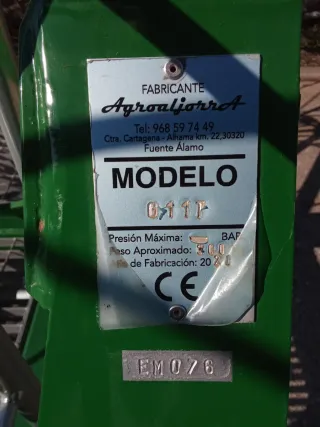 FABRICANTE
AgroaljorrA
Tel: 968 59 74 49
Ctra. Cartagena - Alhama km. 22,30320
Fuente Álamo
MODELO
Presión Máxima: BAR
Peso Aproximado:
de Fabricación: 20
CE
EM076